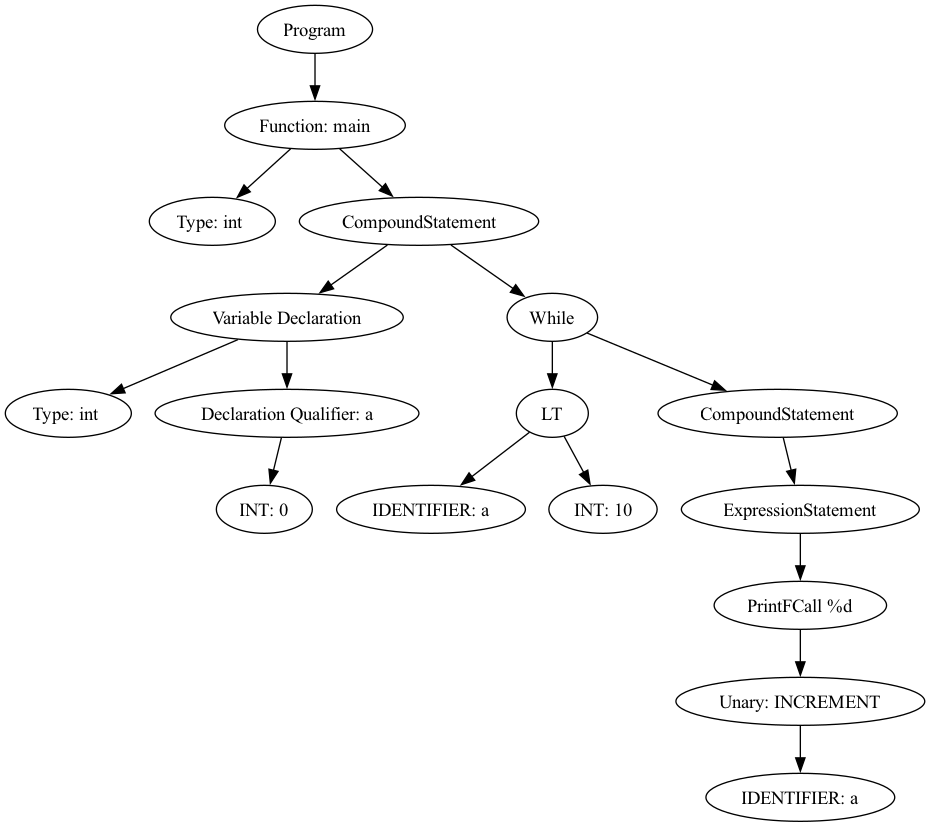 Program
Function: main
Type: int
CompoundStatement
Variable Declaration
While
Type: int
Declaration Qualifier: a
LT
CompoundStatement
INT: 0
IDENTIFIER: a
INT: 10
ExpressionStatement
PrintFCall %d
Unary: INCREMENT
IDENTIFIER: a